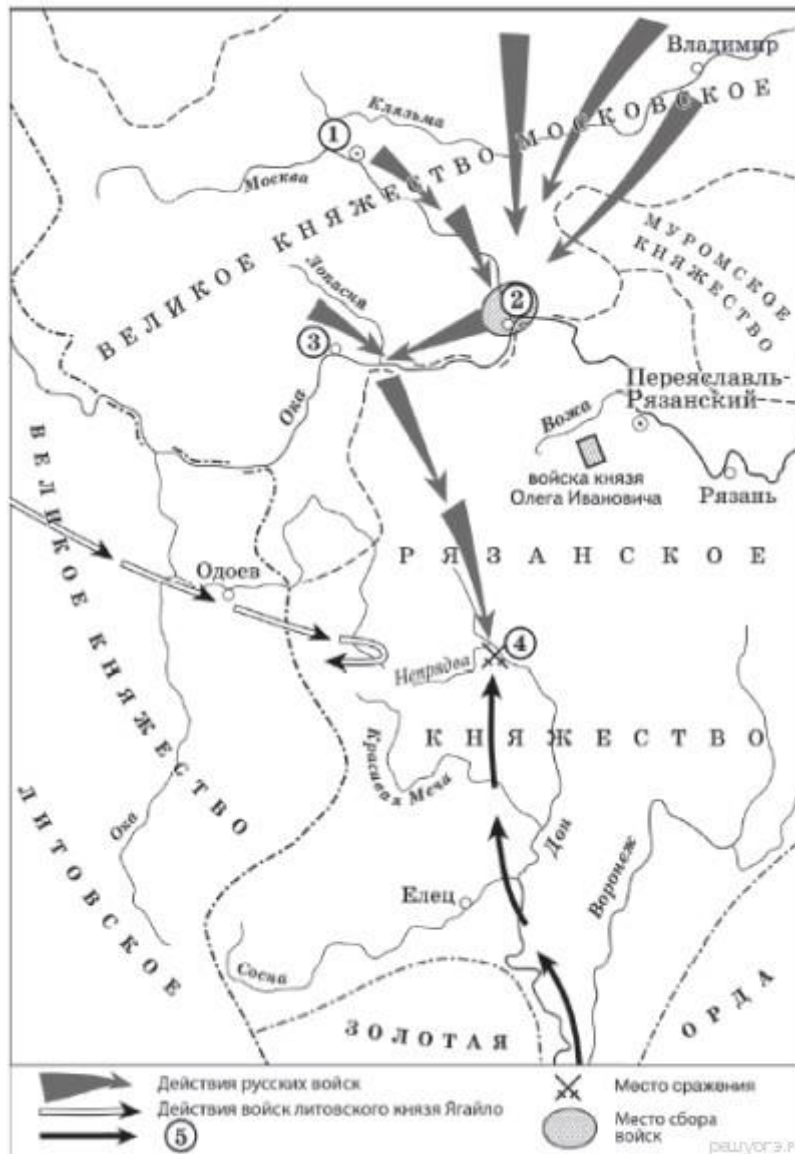 Владимир
Клязьма
1
Москва
ВЕЛИКОЕ КНЯЖЕСТВО МОСКОВСКОЕ
МУРОМСКОЕ
КНЯЖЕСТВО
Лопасня
2
3
Ока
Переяславль-
Рязанский
Вожа
войска князя
Олега Ивановича
Рязань
ВЕЛИКОЕ КНЯЖЕСТВО
ЛИТОВСКОЕ
Одоев
РЯЗАНСКОЕ
4
Непрядва
КНЯЖЕСТВО
Красивая Меча
Ока
Дон
Воронеж
Елец
Сосна
ЗОЛОТАЯ
ОРДА
Действия русских войск
Действия войск литовского князя Ягайло
5
Место сражения
Место сбора
войск